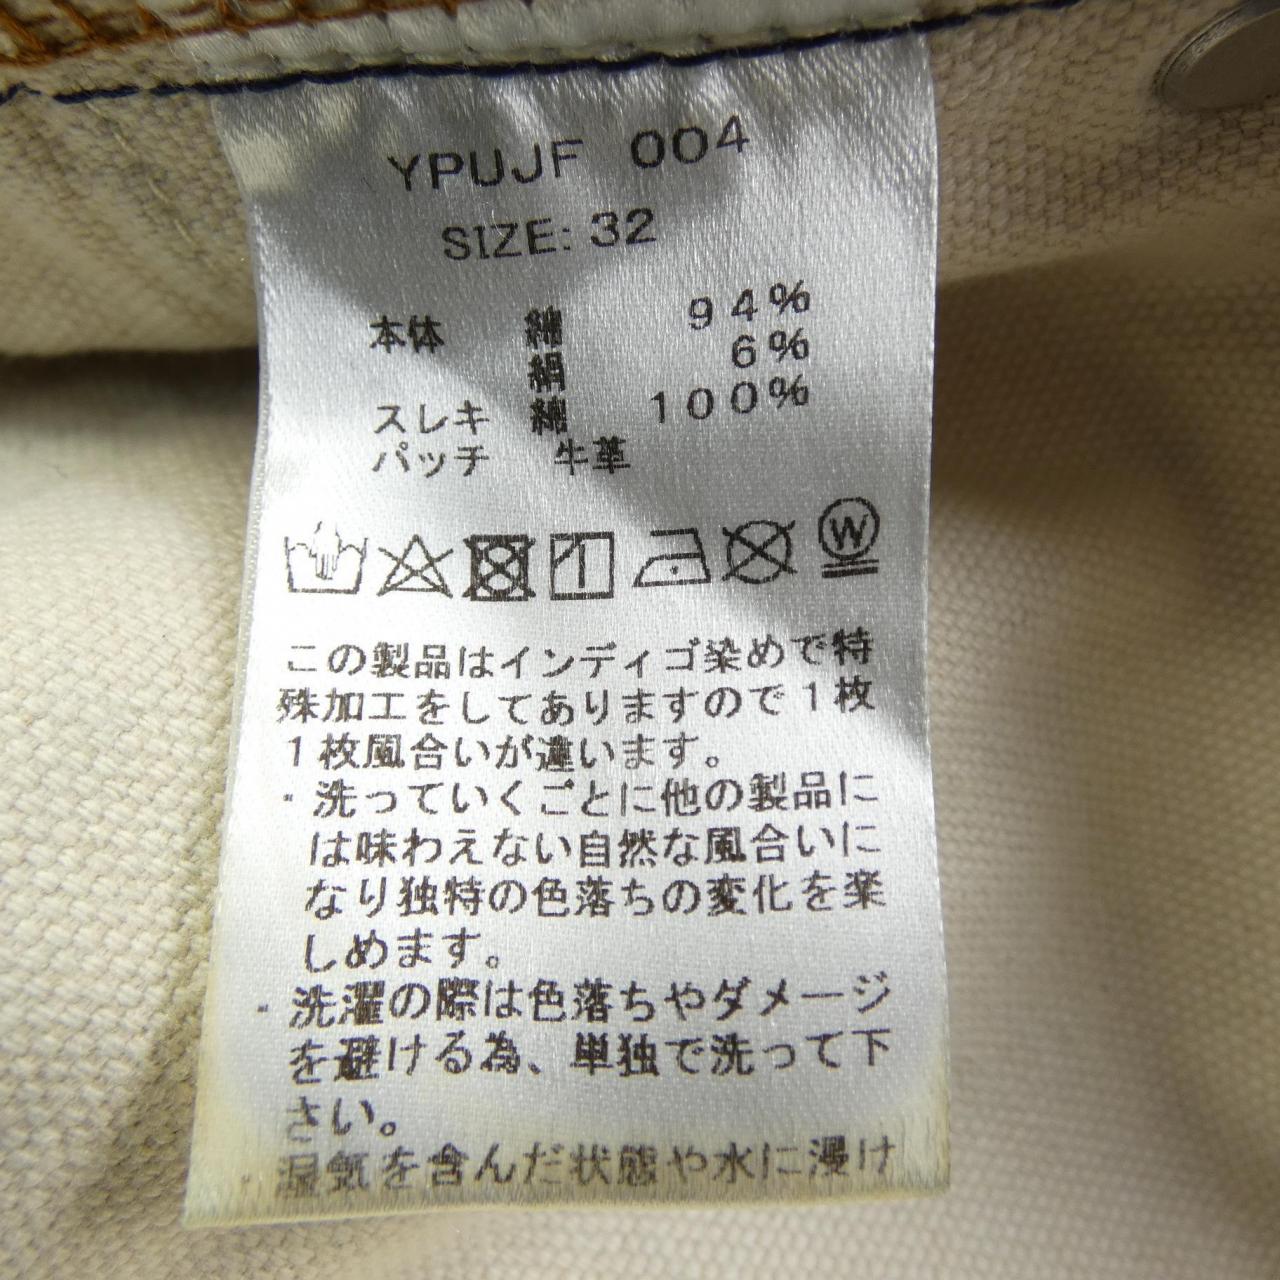 YPUJF 004
SIZE: 32
本体 綿 94%
絹 6%
スレキ 綿 100%
パッチ 牛革
W
この製品はインディゴ染めで特
殊加工をしてありますので1枚
1枚風合いが違います。
・洗っていくごとに他の製品に
は味わえない自然な風合いに
なり独特の色落ちの変化を楽
しめます。
・洗濯の際は色落ちやダメージ
を避ける為、単独で洗って下
さい。
・湿気を含んだ状態や水に浸け